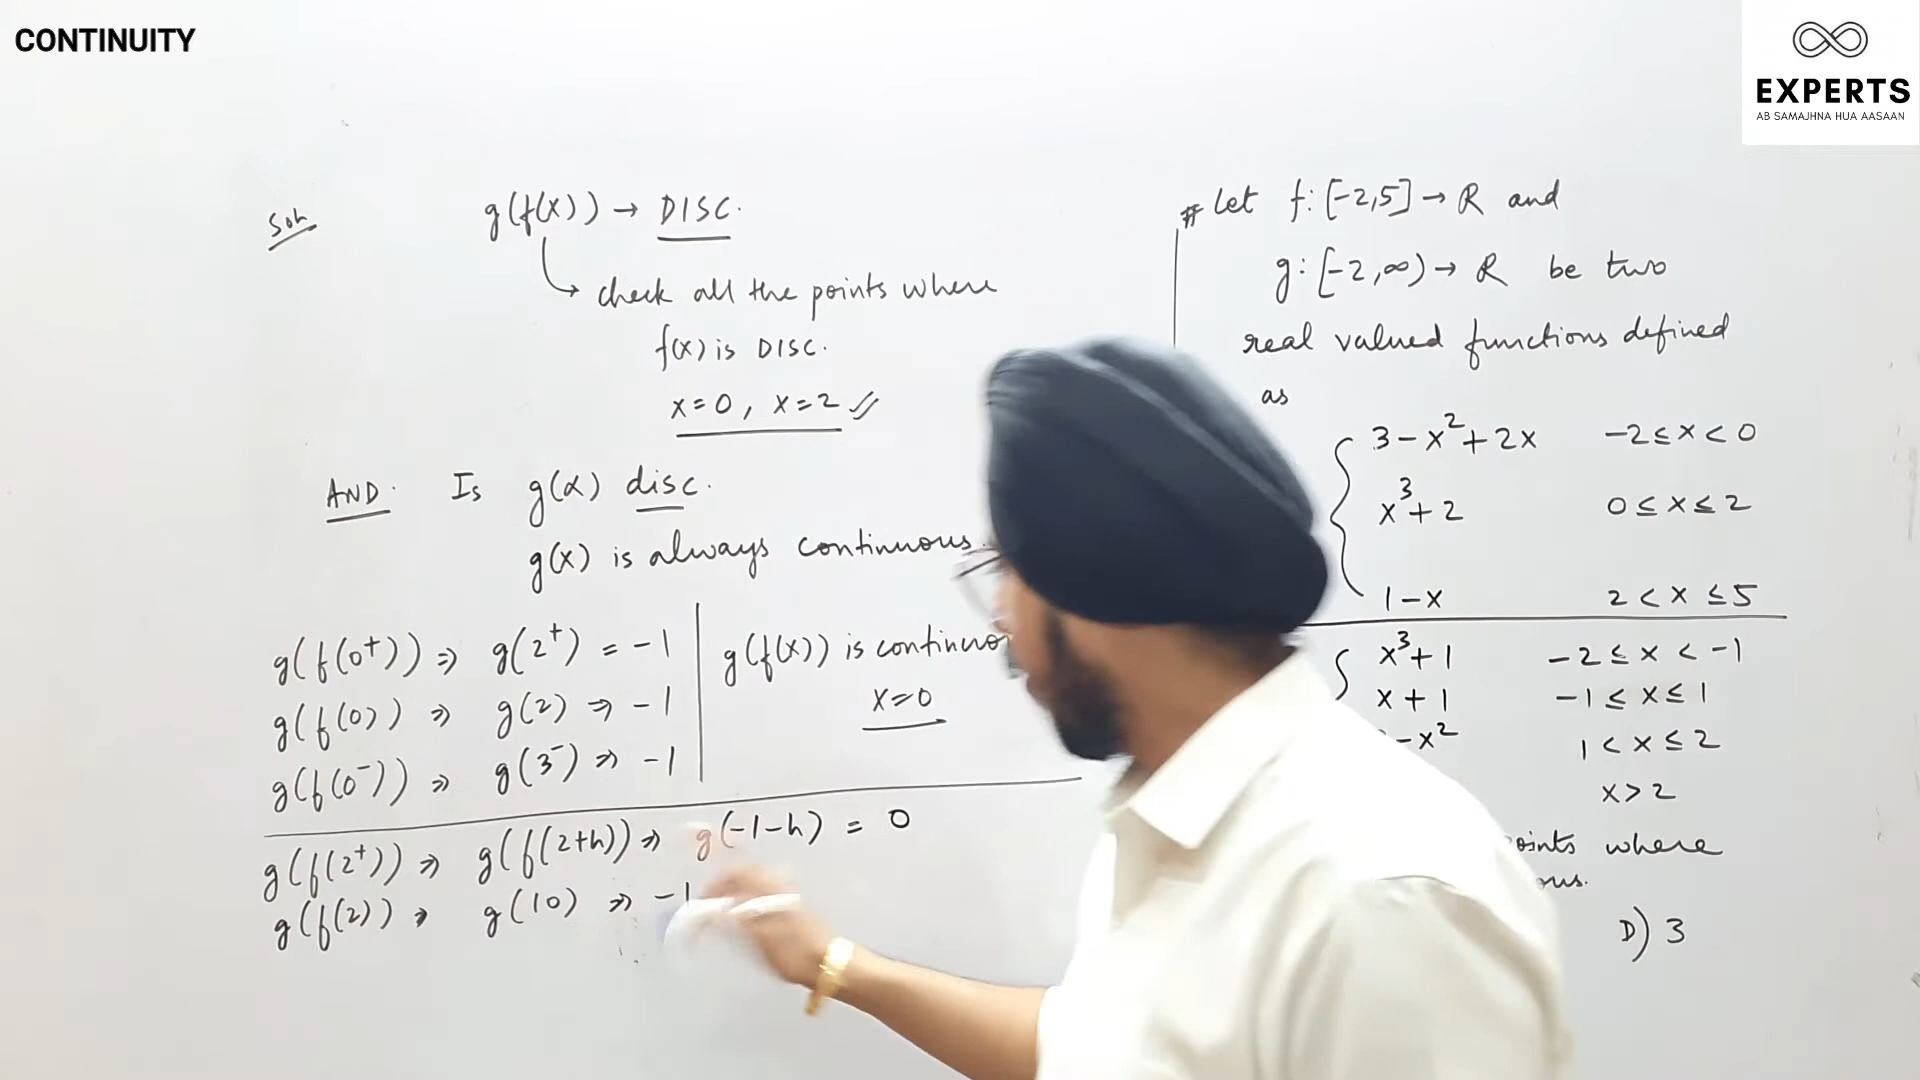 CONTINUITY
EXPERTS
AB SAMAJHNA HUA AASAAN
Soln
g(f(x)) → DISC.
check all the points where
f(x) is DISC.
x=0, x=2
AND. Is g(α) disc.
g(x) is always continuous.
g(f(0⁺)) ⇒ g(2⁺) = -1
g(f(0)) ⇒ g(2) ⇒ -1
g(f(0⁻)) ⇒ g(3⁻) ⇒ -1
g(f(x)) is continuo
x=0
g(f(2⁺)) ⇒ g(f(2+h)) ⇒ g(-1-h) = 0
g(f(2)) ⇒ g(10) ⇒ -1
# Let f: [-2,5] → R and
g: [-2,∞) → R be two
real valued functions defined
as
3-x²+2x -2≤x<0
x³+2 0≤x≤2
1-x 2<x≤5
x³+1 -2≤x<-1
x+1 -1≤x≤1
-x² 1<x≤2
x>2
oints where
ous.
D) 3